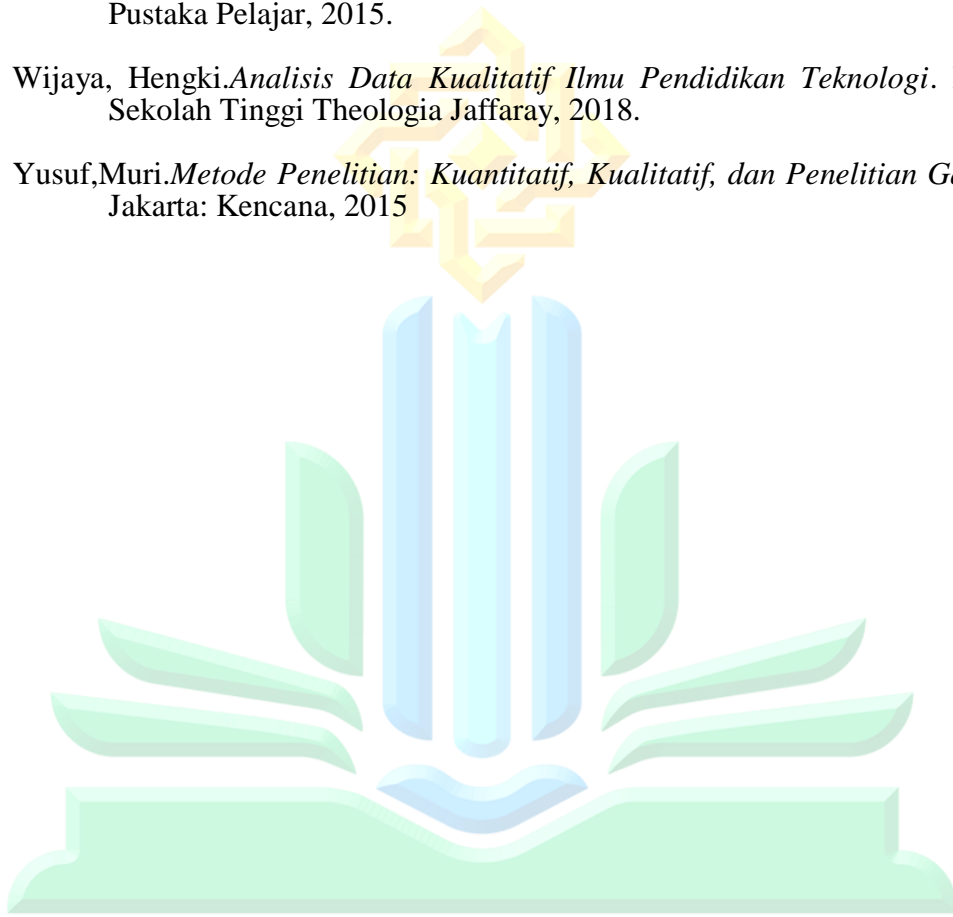 Pustaka Pelajar, 2015.
Wijaya, Hengki.Analisis Data Kualitatif Ilmu Pendidikan Teknologi.
Sekolah Tinggi Theologia Jaffaray, 2018.
Yusuf,Muri.Metode Penelitian: Kuantitatif, Kualitatif, dan Penelitian
Jakarta: Kencana, 2015